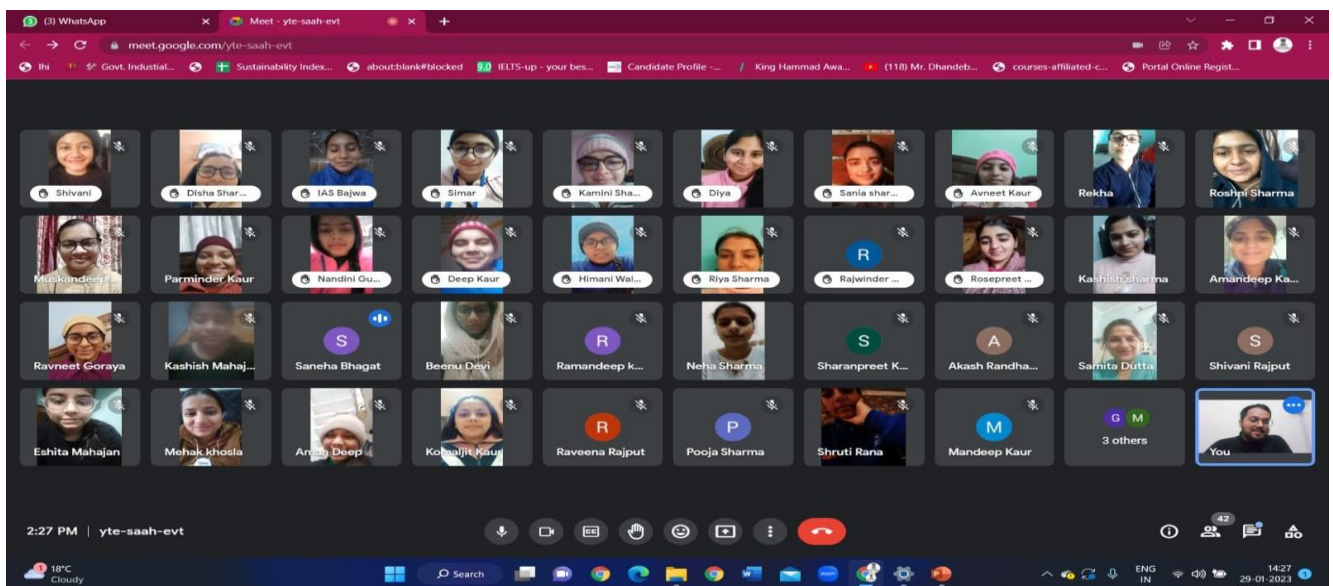 (3) WhatsApp
Meet - yte-saah-evt
meet.google.com/yte-saah-evt
lhi
Govt. Industial...
Sustainability Index...
about:blank#blocked
9.0 IELTS-up - your bes...
Candidate Profile -...
King Hammad Awa...
(118) Mr. Dhandeb...
courses-affiliated-c...
Portal Online Regist...
Shivani
Disha Shar...
IAS Bajwa
Simar
Kamini Sha...
Diya
Sania shar...
Avneet Kaur
Rekha
Roshni Sharma
Muskandeep
Parminder Kaur
Nandini Gu...
Deep Kaur
Himani Wal...
Riya Sharma
R
Rajwinder ...
Rosepreet ...
Kashish sharma
Amandeep Ka...
Ravneet Goraya
Kashish Mahaj...
S
Saneha Bhagat
Beenu Devi
R
Ramandeep k...
Neha Sharma
S
Sharanpreet K...
A
Akash Randha...
Samita Dutta
S
Shivani Rajput
Eshita Mahajan
Mehak khosla
Aman Deep
Komaljit Kaur
R
Raveena Rajput
P
Pooja Sharma
Shruti Rana
M
Mandeep Kaur
G M
3 others
You
2:27 PM | yte-saah-evt
42
18°C
Cloudy
Search
ENG
IN
14:27
29-01-2023